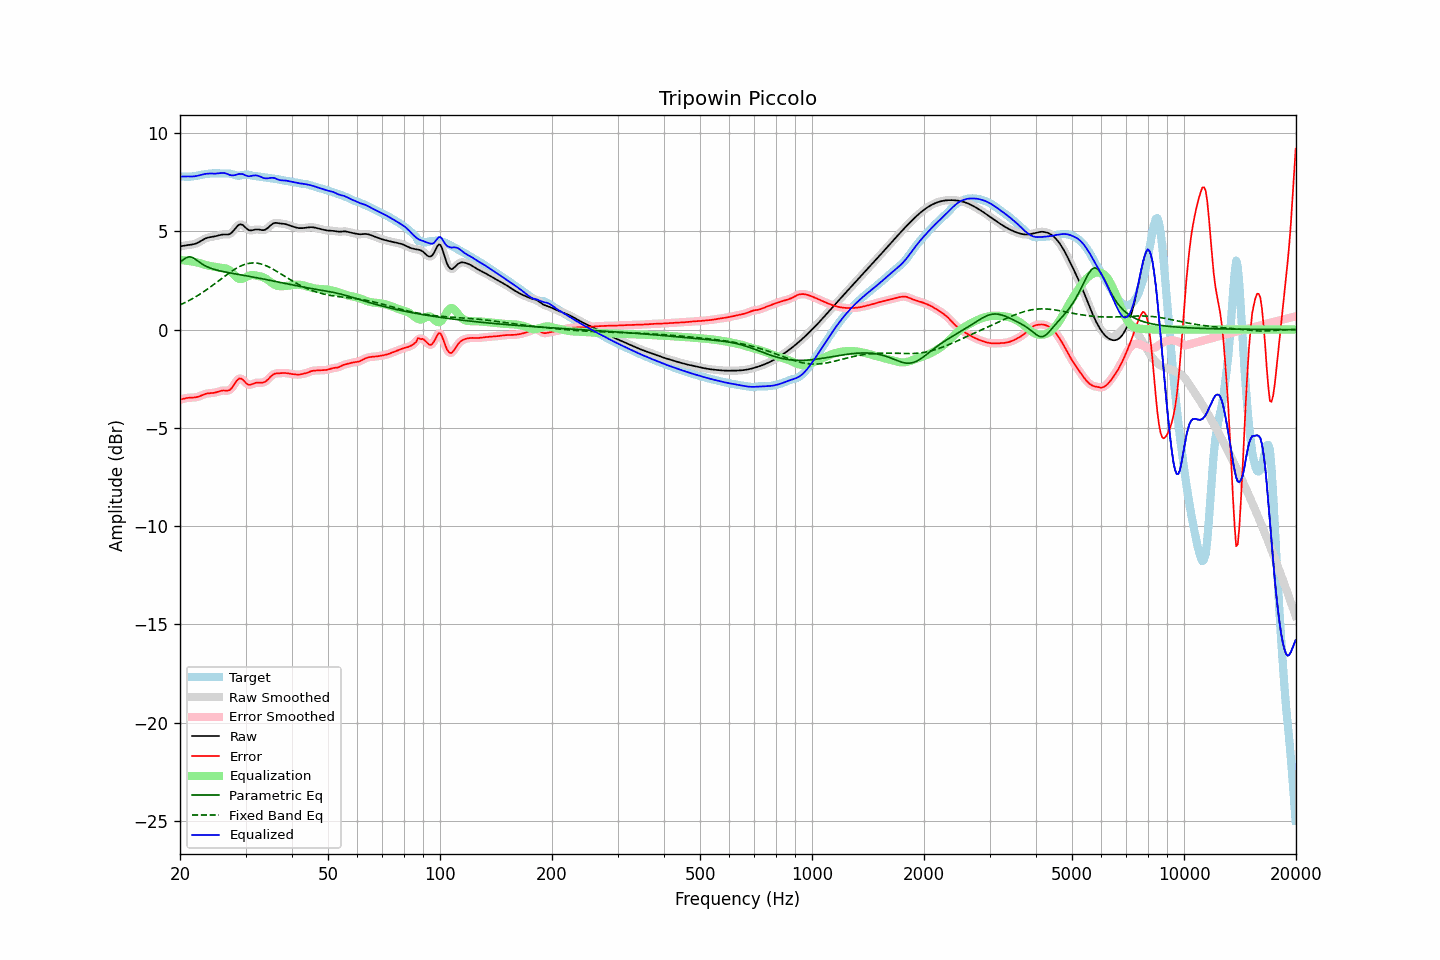 Tripowin Piccolo
10
5
0
−5
−10
−15
−20
−25
Amplitude (dBr)
Target
Raw Smoothed
Error Smoothed
Raw
Error
Equalization
Parametric Eq
Fixed Band Eq
Equalized
20 50 100 200 500 1000 2000 5000 10000 20000
Frequency (Hz)